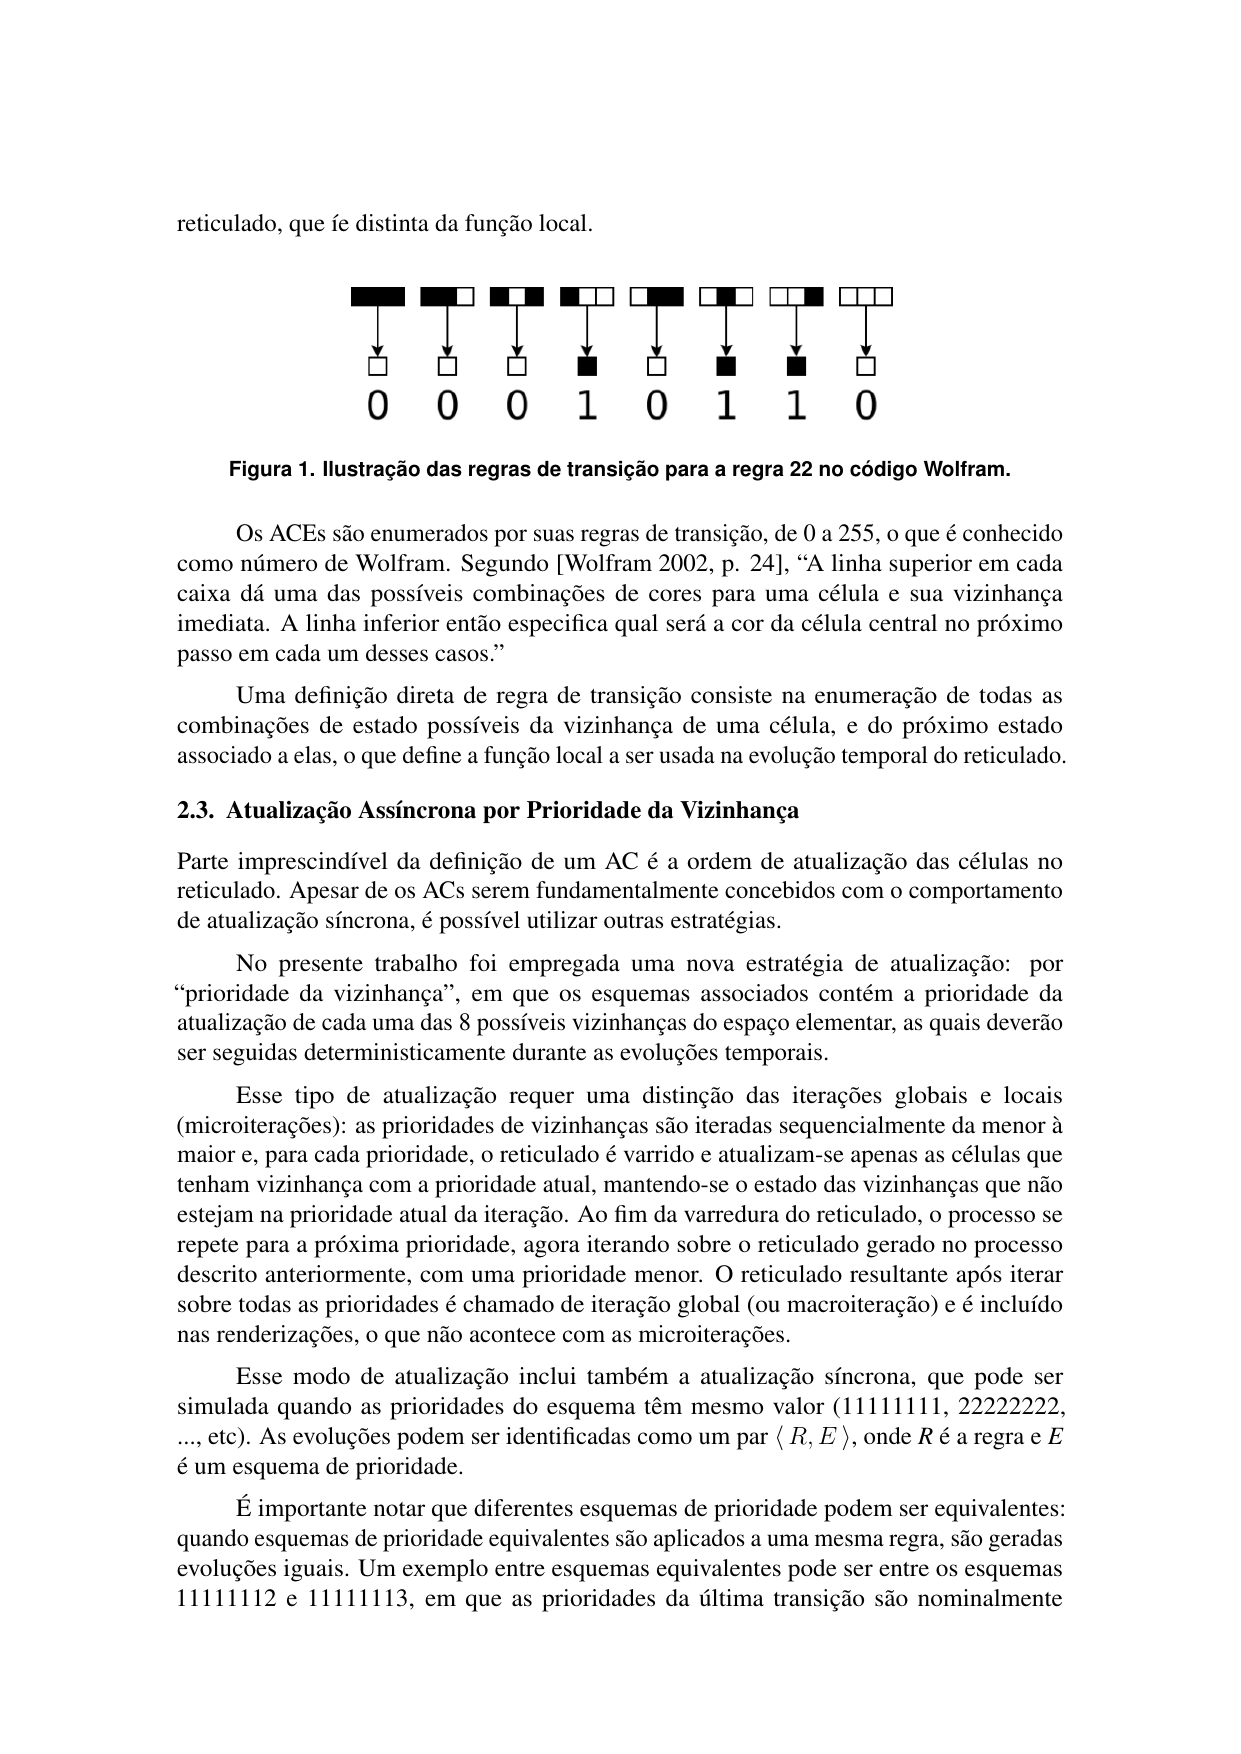 reticulado, que íe distinta da função local.
0 0 0 1 0 1 1 0
Figura 1. Ilustração das regras de transição para a regra 22 no código Wolfram.
Os ACEs são enumerados por suas regras de transição, de 0 a 255, o que é conhecido
como número de Wolfram. Segundo [Wolfram 2002, p. 24], “A linha superior em cada
caixa dá uma das possíveis combinações de cores para uma célula e sua vizinhança
imediata. A linha inferior então especifica qual será a cor da célula central no próximo
passo em cada um desses casos.”
Uma definição direta de regra de transição consiste na enumeração de todas as
combinações de estado possíveis da vizinhança de uma célula, e do próximo estado
associado a elas, o que define a função local a ser usada na evolução temporal do reticulado.
2.3. Atualização Assíncrona por Prioridade da Vizinhança
Parte imprescindível da definição de um AC é a ordem de atualização das células no
reticulado. Apesar de os ACs serem fundamentalmente concebidos com o comportamento
de atualização síncrona, é possível utilizar outras estratégias.
No presente trabalho foi empregada uma nova estratégia de atualização: por
“prioridade da vizinhança”, em que os esquemas associados contém a prioridade da
atualização de cada uma das 8 possíveis vizinhanças do espaço elementar, as quais deverão
ser seguidas deterministicamente durante as evoluções temporais.
Esse tipo de atualização requer uma distinção das iterações globais e locais
(microiterações): as prioridades de vizinhanças são iteradas sequencialmente da menor à
maior e, para cada prioridade, o reticulado é varrido e atualizam-se apenas as células que
tenham vizinhança com a prioridade atual, mantendo-se o estado das vizinhanças que não
estejam na prioridade atual da iteração. Ao fim da varredura do reticulado, o processo se
repete para a próxima prioridade, agora iterando sobre o reticulado gerado no processo
descrito anteriormente, com uma prioridade menor. O reticulado resultante após iterar
sobre todas as prioridades é chamado de iteração global (ou macroiteração) e é incluído
nas renderizações, o que não acontece com as microiterações.
Esse modo de atualização inclui também a atualização síncrona, que pode ser
simulada quando as prioridades do esquema têm mesmo valor (11111111, 22222222,
..., etc). As evoluções podem ser identificadas como um par ⟨ R, E ⟩, onde R é a regra e E
é um esquema de prioridade.
É importante notar que diferentes esquemas de prioridade podem ser equivalentes:
quando esquemas de prioridade equivalentes são aplicados a uma mesma regra, são geradas
evoluções iguais. Um exemplo entre esquemas equivalentes pode ser entre os esquemas
11111112 e 11111113, em que as prioridades da última transição são nominalmente